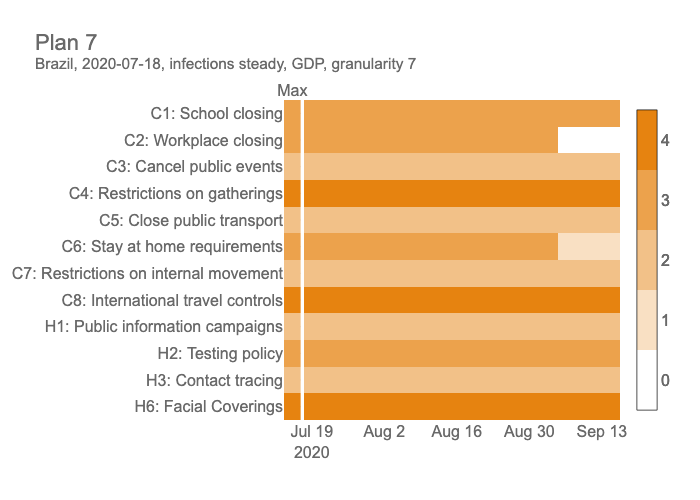 Plan 7
Brazil, 2020-07-18, infections steady, GDP, granularity 7
Max
C1: School closing
C2: Workplace closing
C3: Cancel public events
C4: Restrictions on gatherings
C5: Close public transport
C6: Stay at home requirements
C7: Restrictions on internal movement
C8: International travel controls
H1: Public information campaigns
H2: Testing policy
H3: Contact tracing
H6: Facial Coverings
4
3
2
1
0
Jul 19 Aug 2 Aug 16 Aug 30 Sep 13
2020